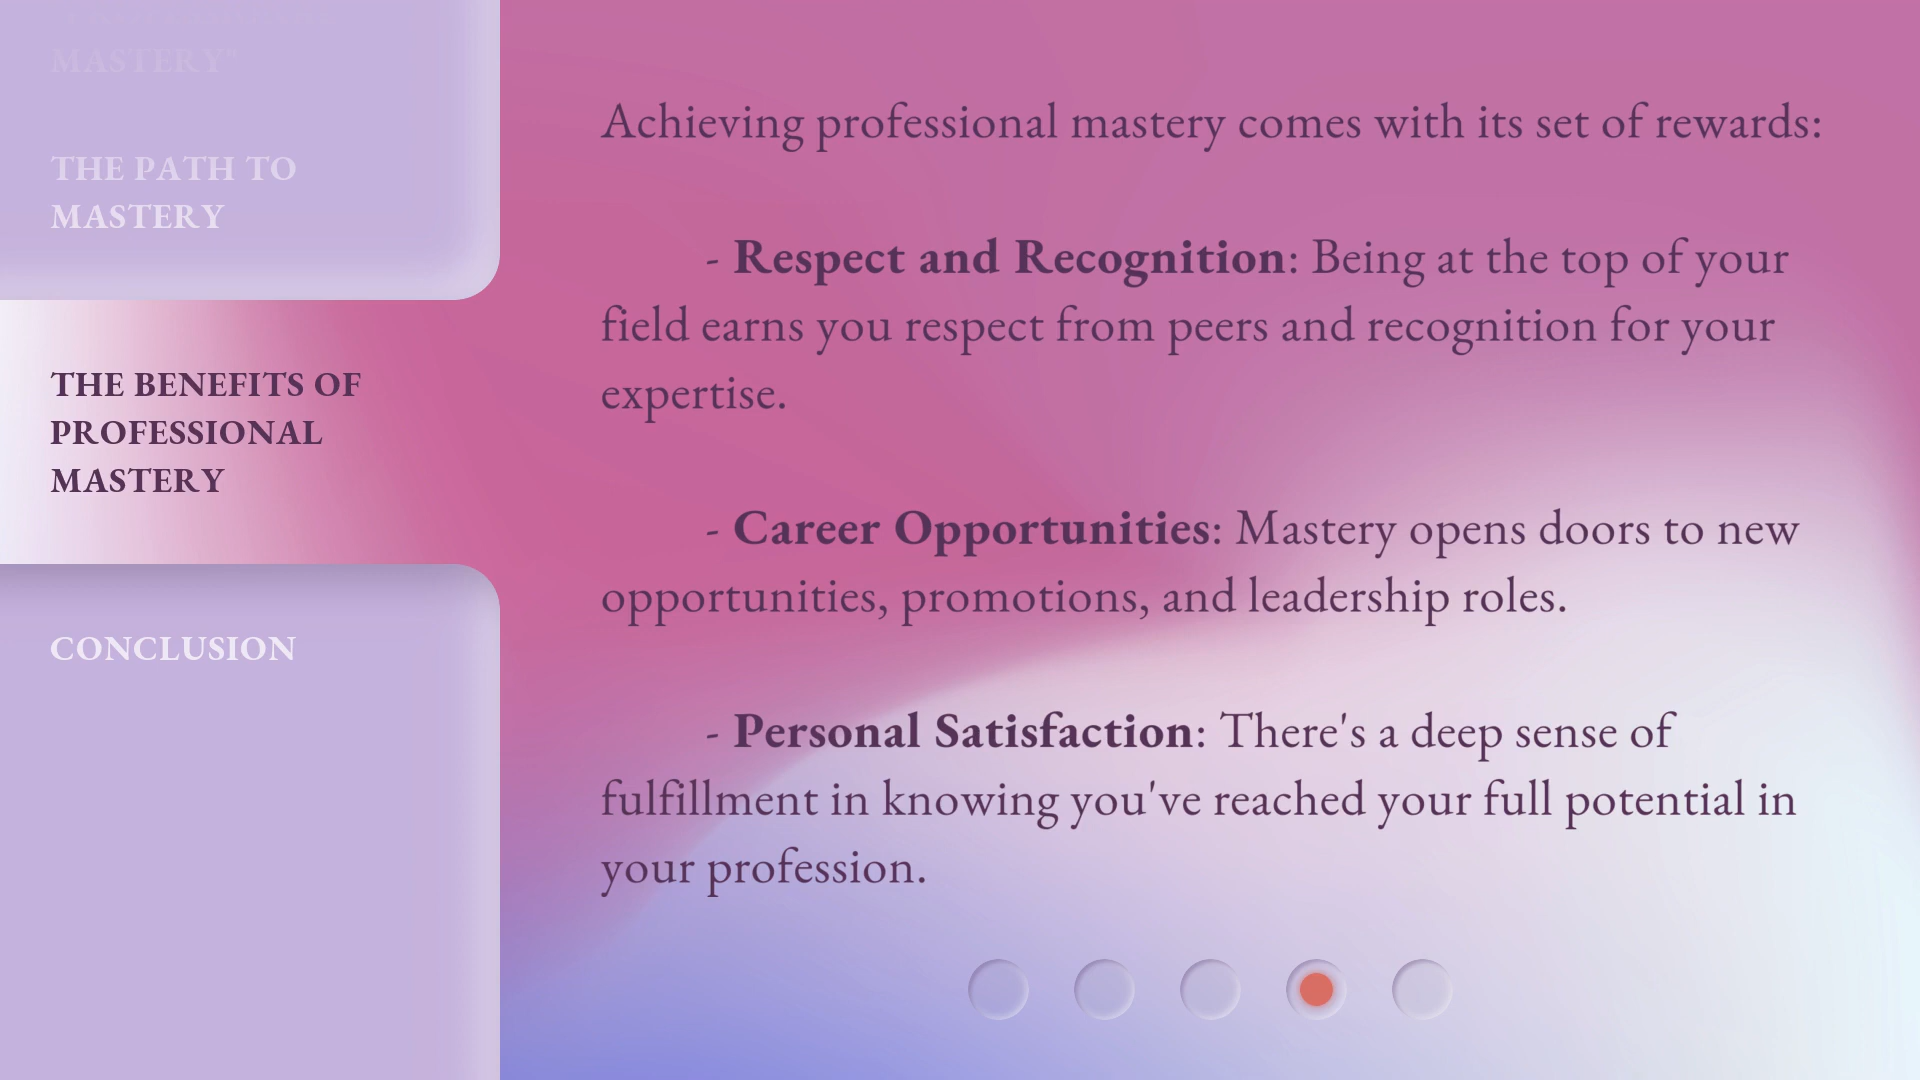 MASTERY"
THE PATH TO
MASTERY
THE BENEFITS OF
PROFESSIONAL
MASTERY
CONCLUSION
Achieving professional mastery comes with its set of rewards:
- Respect and Recognition: Being at the top of your
field earns you respect from peers and recognition for your
expertise.
- Career Opportunities: Mastery opens doors to new
opportunities, promotions, and leadership roles.
- Personal Satisfaction: There's a deep sense of
fulfillment in knowing you've reached your full potential in
your profession.